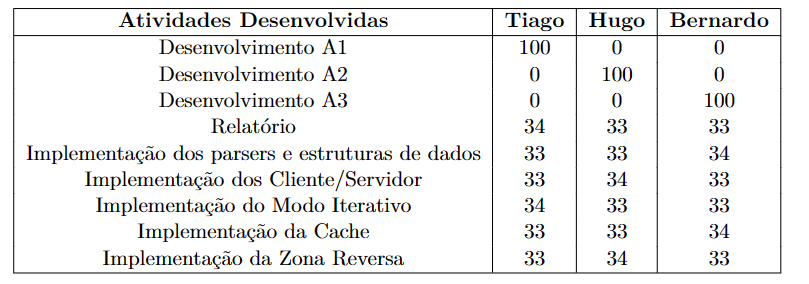 Atividades Desenvolvidas Tiago Hugo Bernardo
Desenvolvimento A1 100 0 0
Desenvolvimento A2 0 100 0
Desenvolvimento A3 0 0 100
Relatório 34 33 33
Implementação dos parsers e estruturas de dados 33 33 34
Implementação dos Cliente/Servidor 33 34 33
Implementação do Modo Iterativo 34 33 33
Implementação da Cache 33 33 34
Implementação da Zona Reversa 33 34 33